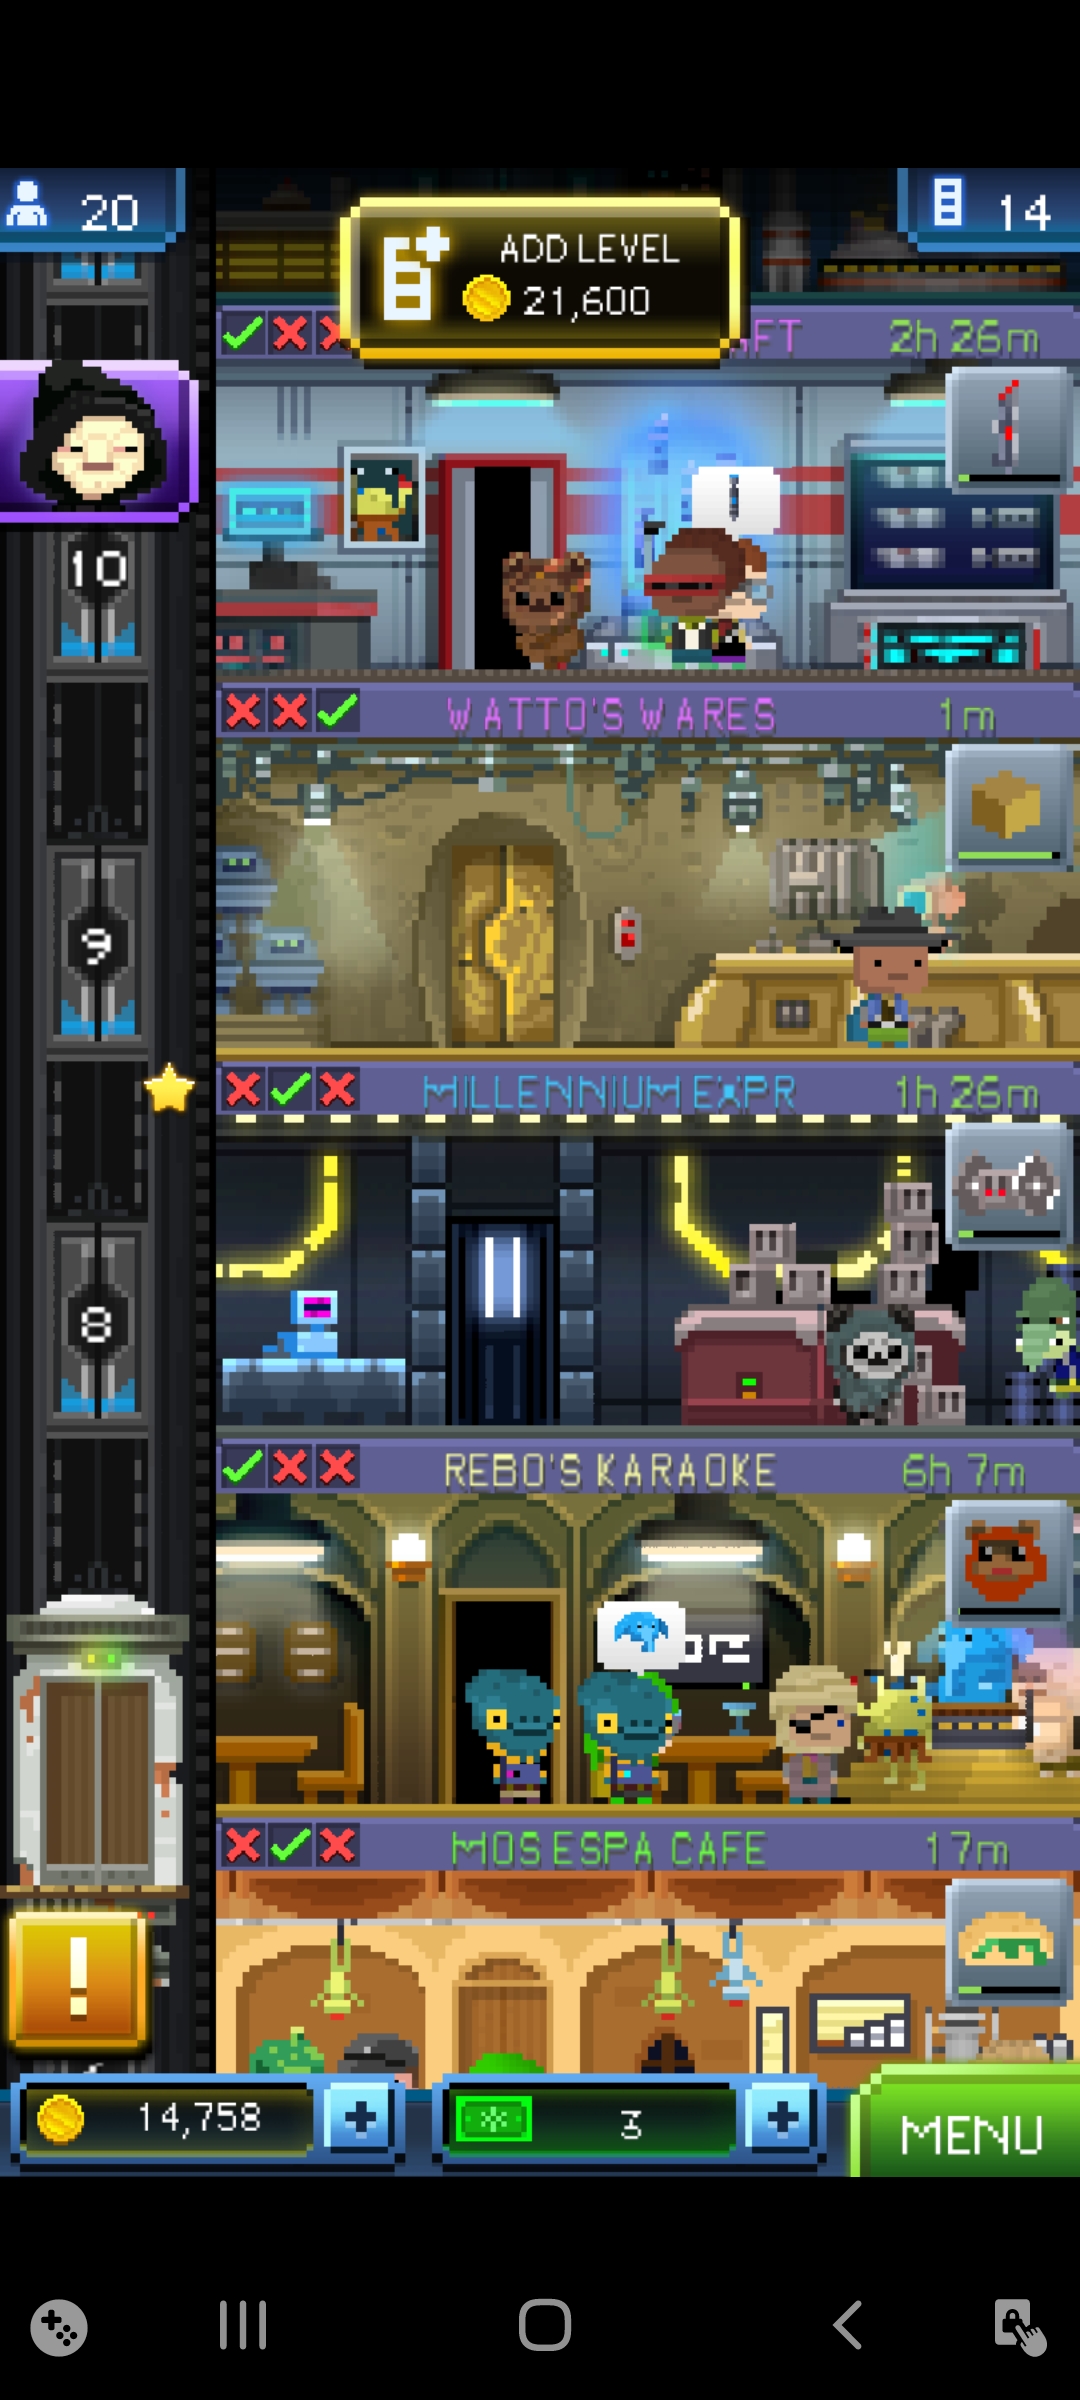 20
14
ADD LEVEL
21,600
2h 26m
10
WATTO'S WARES
1m
9
MILLENNIUM EXPR
1h 26m
8
REBO'S KARAOKE
6h 7m
MOS ESPA CAFE
17m
!
14,758
+
3
+
MENU